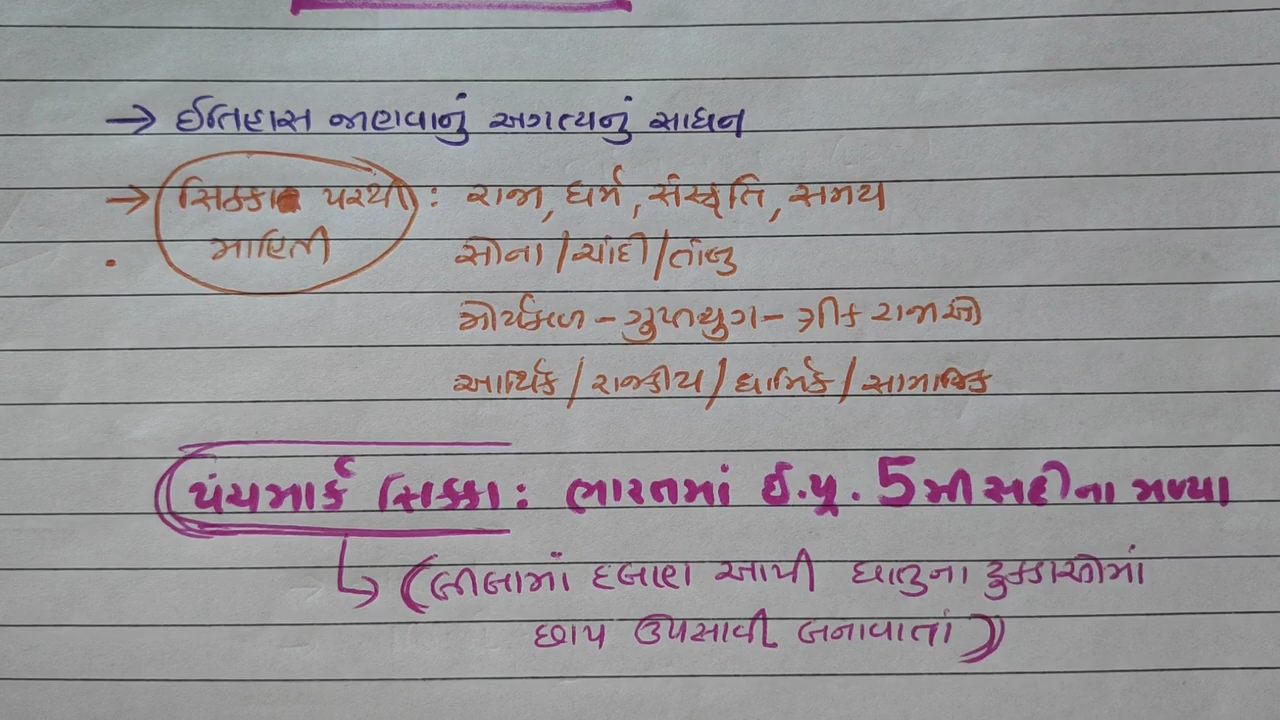 → ઈતિહાસ જાણવાનું અગત્યનું સાધન
→ સિક્કા પરથી : રાજા, ધર્મ, સંસ્કૃતિ, સમય
માહિતી સોના/ચાંદી/તાંબુ
મૌર્યકાળ - ગુપ્તયુગ - ગ્રીક રાજાઓ
આર્થિક/રાજકીય/ધાર્મિક/સામાજિક
પંચમાર્ક સિક્કા : ભારતમાં ઈ.પૂ. 5મી સદીના મળ્યા
(બીબામાં દબાણ આપી ધાતુના ટુકડાઓમાં
છાપ ઉપસાવી બનાવાતાં)